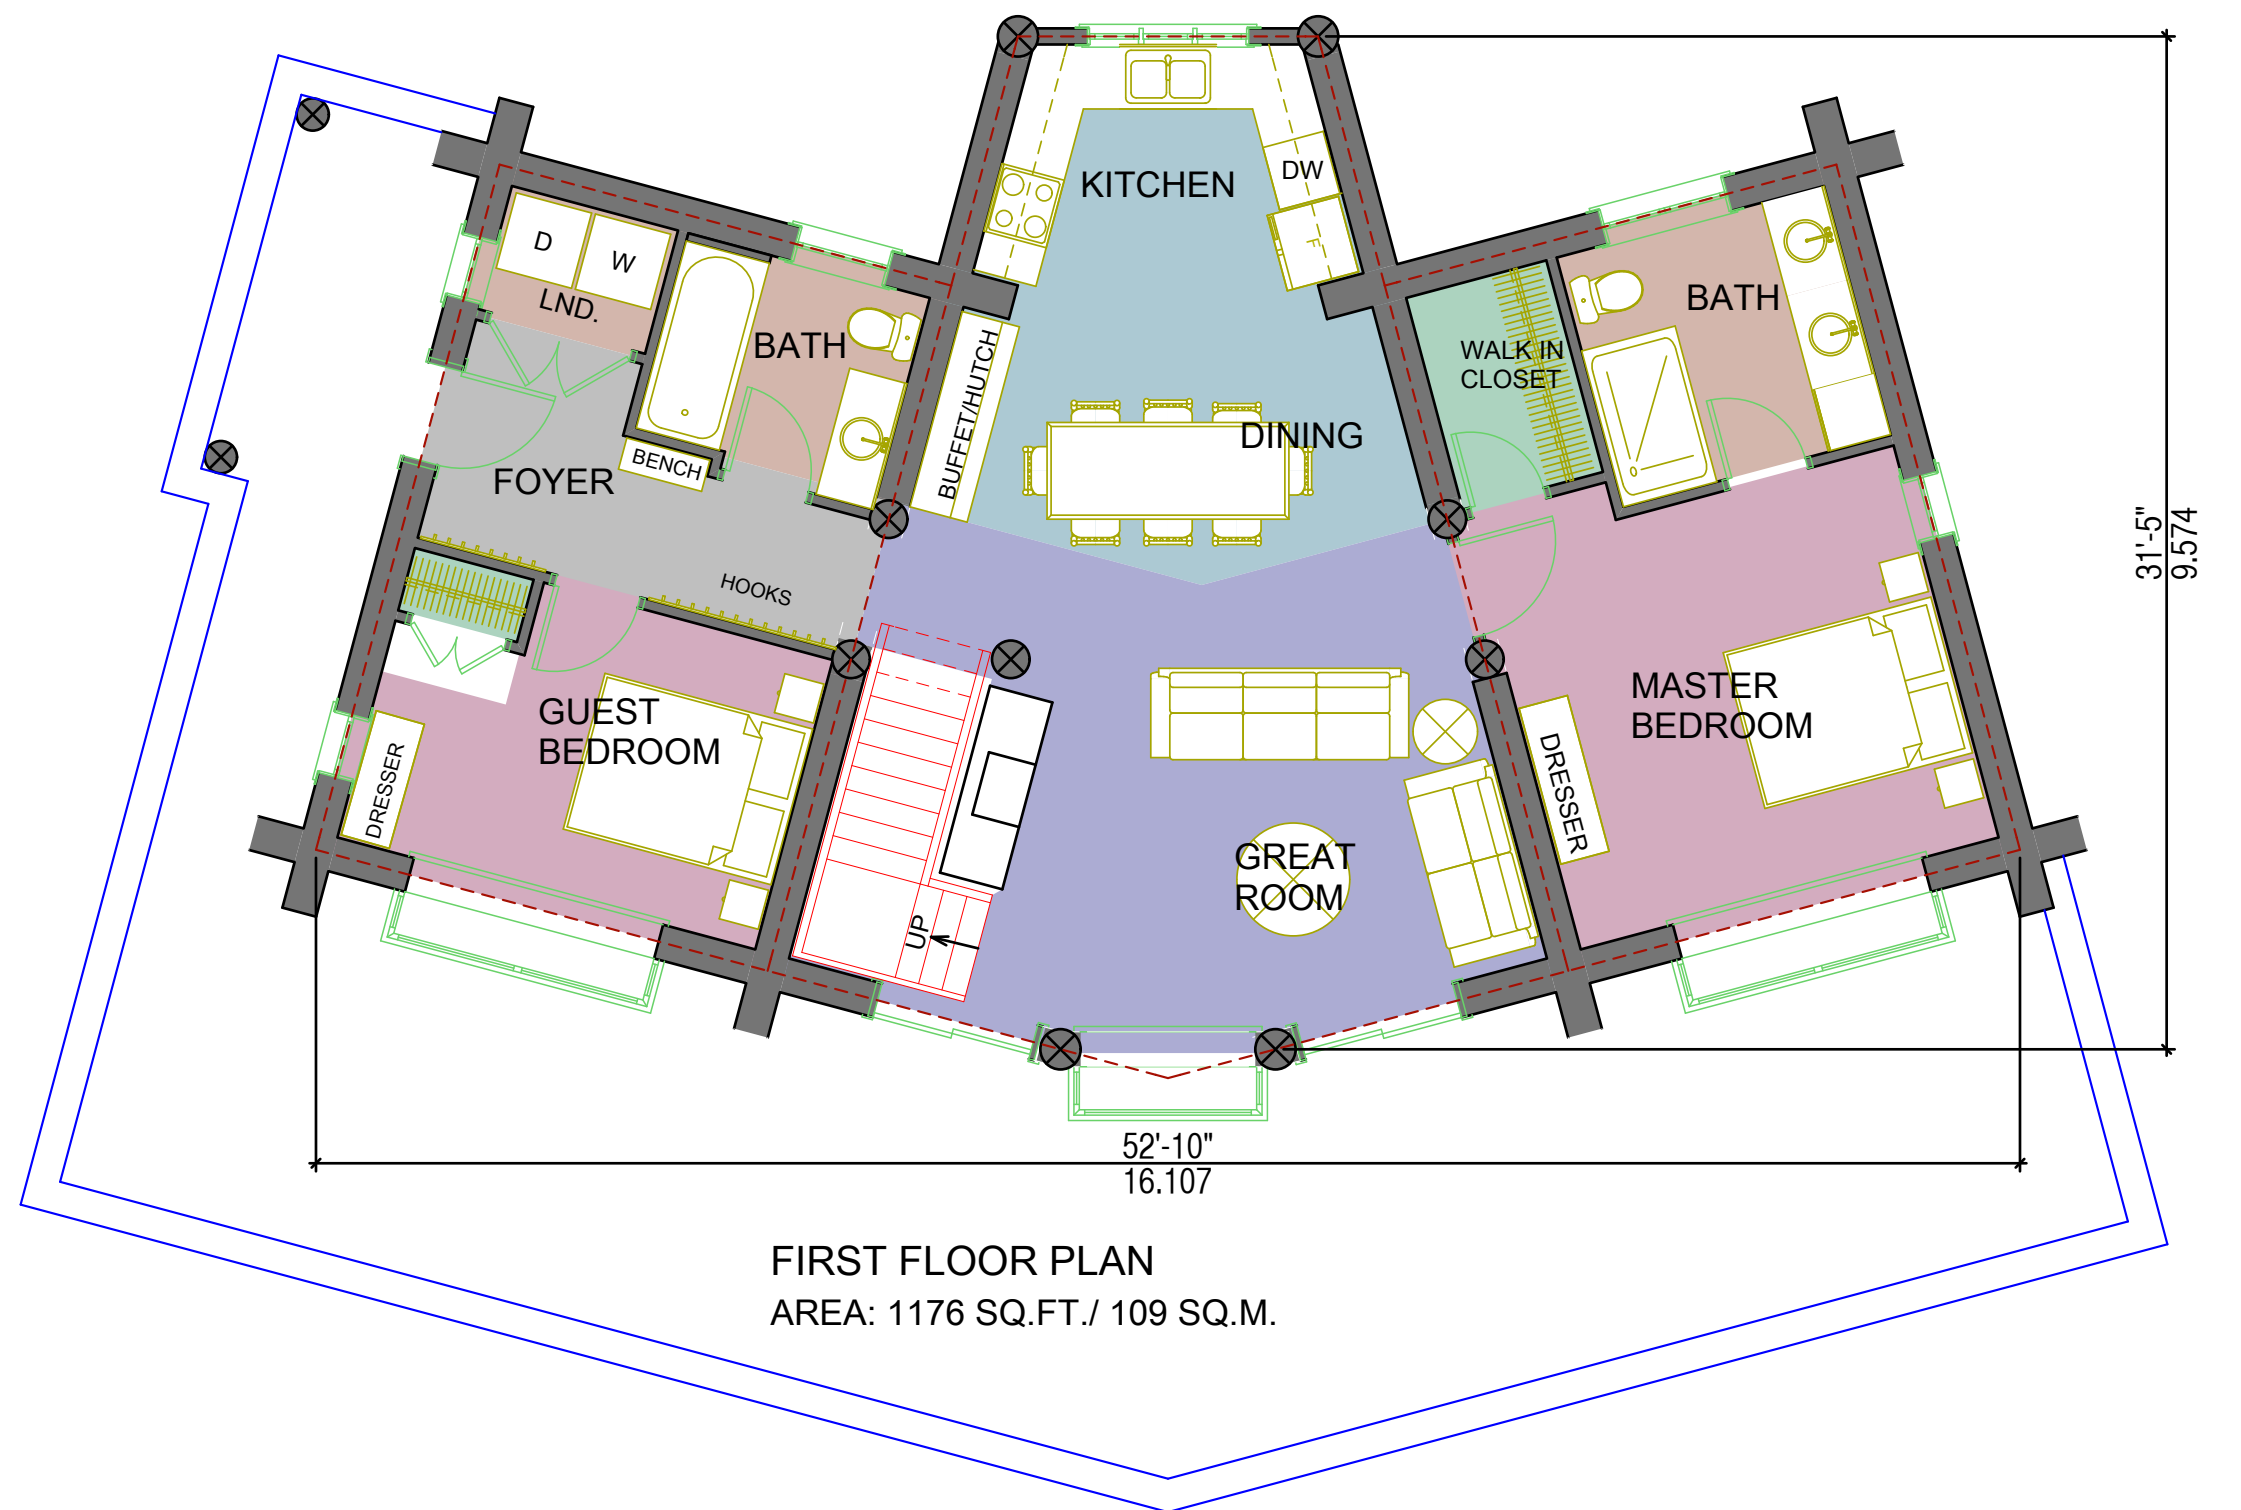 KITCHEN
DW
F
D
W
LND.
BATH
BATH
WALK IN
CLOSET
BUFFET/HUTCH
DINING
BENCH
FOYER
HOOKS
31'-5"
9.574
GUEST
BEDROOM
MASTER
BEDROOM
DRESSER
DRESSER
GREAT
ROOM
UP
52'-10"
16.107
FIRST FLOOR PLAN
AREA: 1176 SQ.FT./ 109 SQ.M.